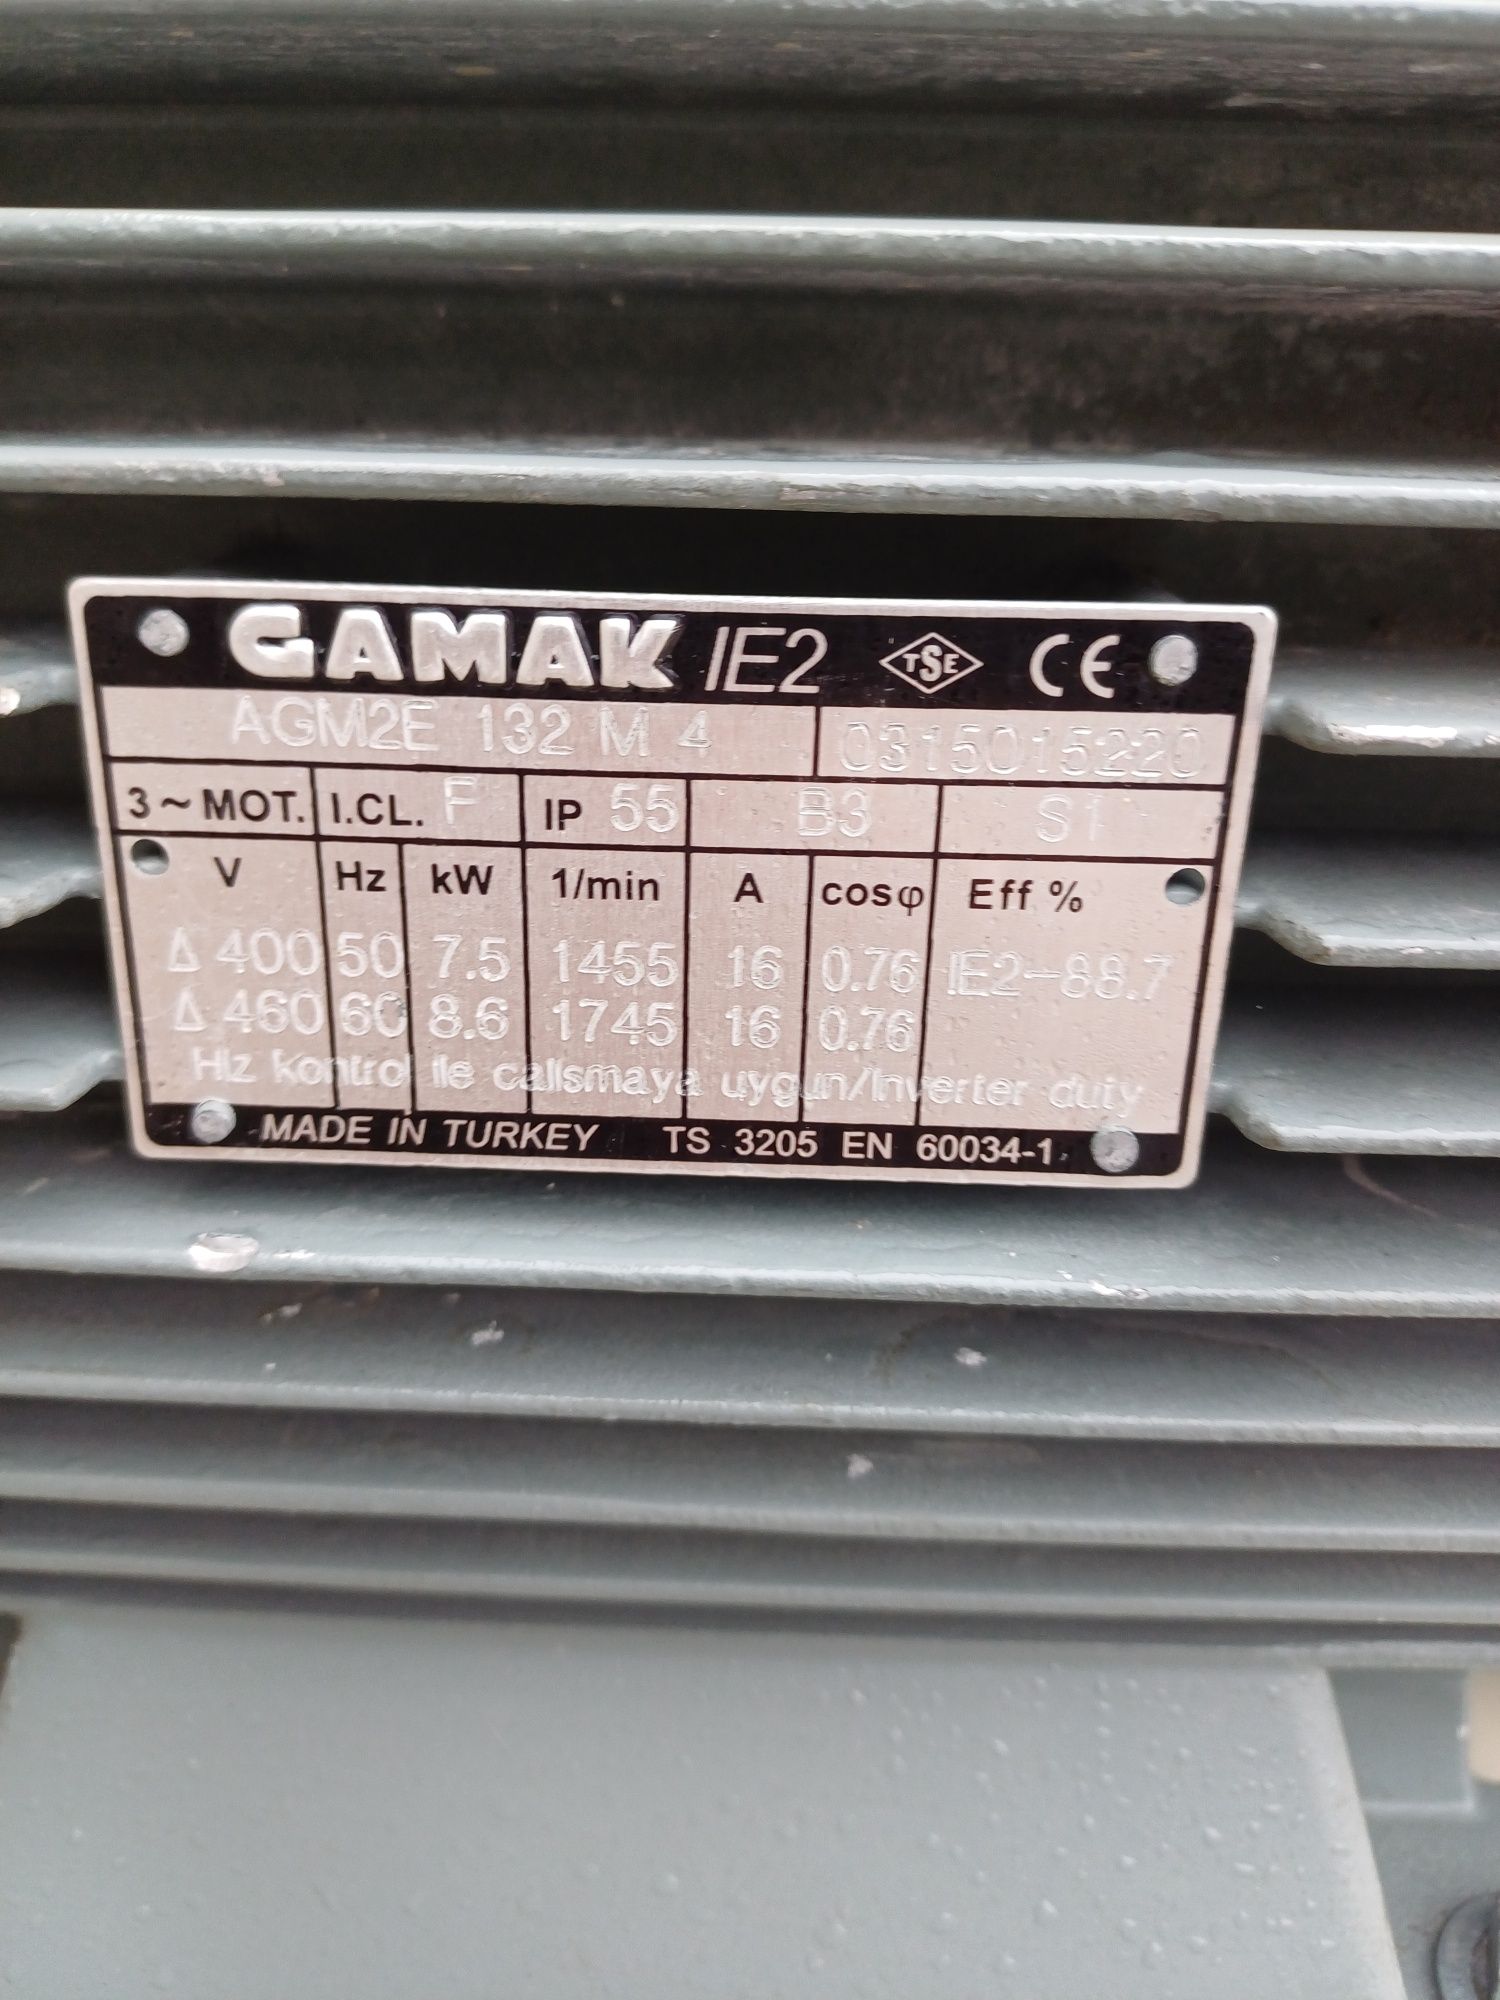 GAMAK IE2 TSE CE
AGM2E 132 M 4 0315015220
3 ~ MOT. I.CL. F IP 55 B3 S1
V Hz kW 1/min A cosφ Eff %
Δ 400 50 7.5 1455 16 0.76 IE2-88.7
Δ 460 60 8.6 1745 16 0.76
Hız kontrol ile calısmaya uygun/Inverter duty
MADE IN TURKEY TS 3205 EN 60034-1